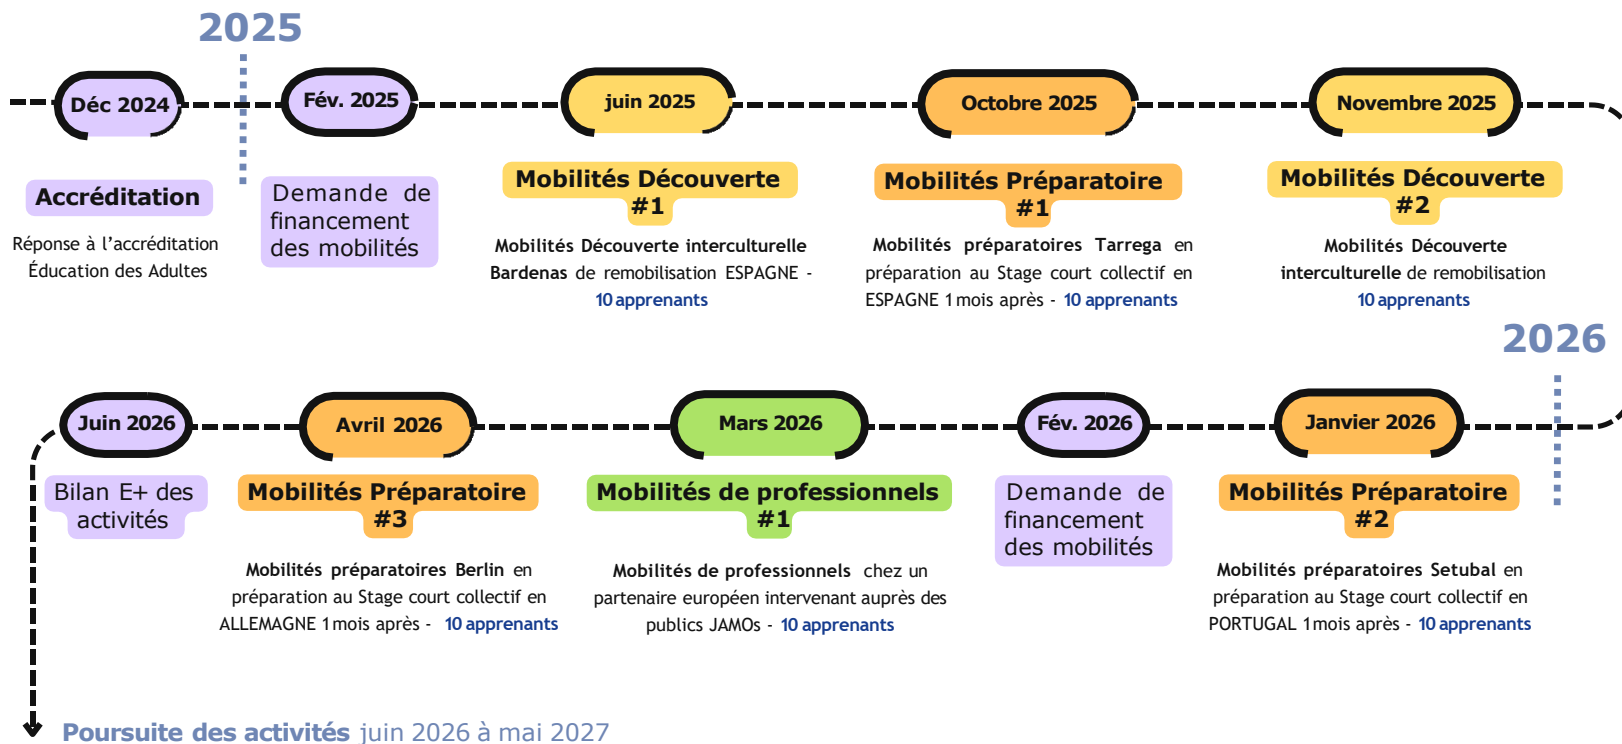 2025
Déc 2024
Fév. 2025
juin 2025
Octobre 2025
Novembre 2025
Accréditation
Réponse à l'accréditation
Éducation des Adultes
Demande de
financement
des mobilités
Mobilités Découverte
#1
Mobilités Découverte interculturelle
Bardenas de remobilisation ESPAGNE -
10 apprenants
Mobilités Préparatoire
#1
Mobilités préparatoires Tarrega en
préparation au Stage court collectif en
ESPAGNE 1 mois après - 10 apprenants
Mobilités Découverte
#2
Mobilités Découverte
interculturelle de remobilisation
10 apprenants
2026
Juin 2026
Avril 2026
Mars 2026
Fév. 2026
Janvier 2026
Bilan E+ des
activités
Mobilités Préparatoire
#3
Mobilités préparatoires Berlin en
préparation au Stage court collectif en
ALLEMAGNE 1 mois après - 10 apprenants
Mobilités de professionnels
#1
Mobilités de professionnels chez un
partenaire européen intervenant auprès des
publics JAMOs - 10 apprenants
Demande de
financement
des mobilités
Mobilités Préparatoire
#2
Mobilités préparatoires Setubal en
préparation au Stage court collectif en
PORTUGAL 1 mois après - 10 apprenants
Poursuite des activités juin 2026 à mai 2027